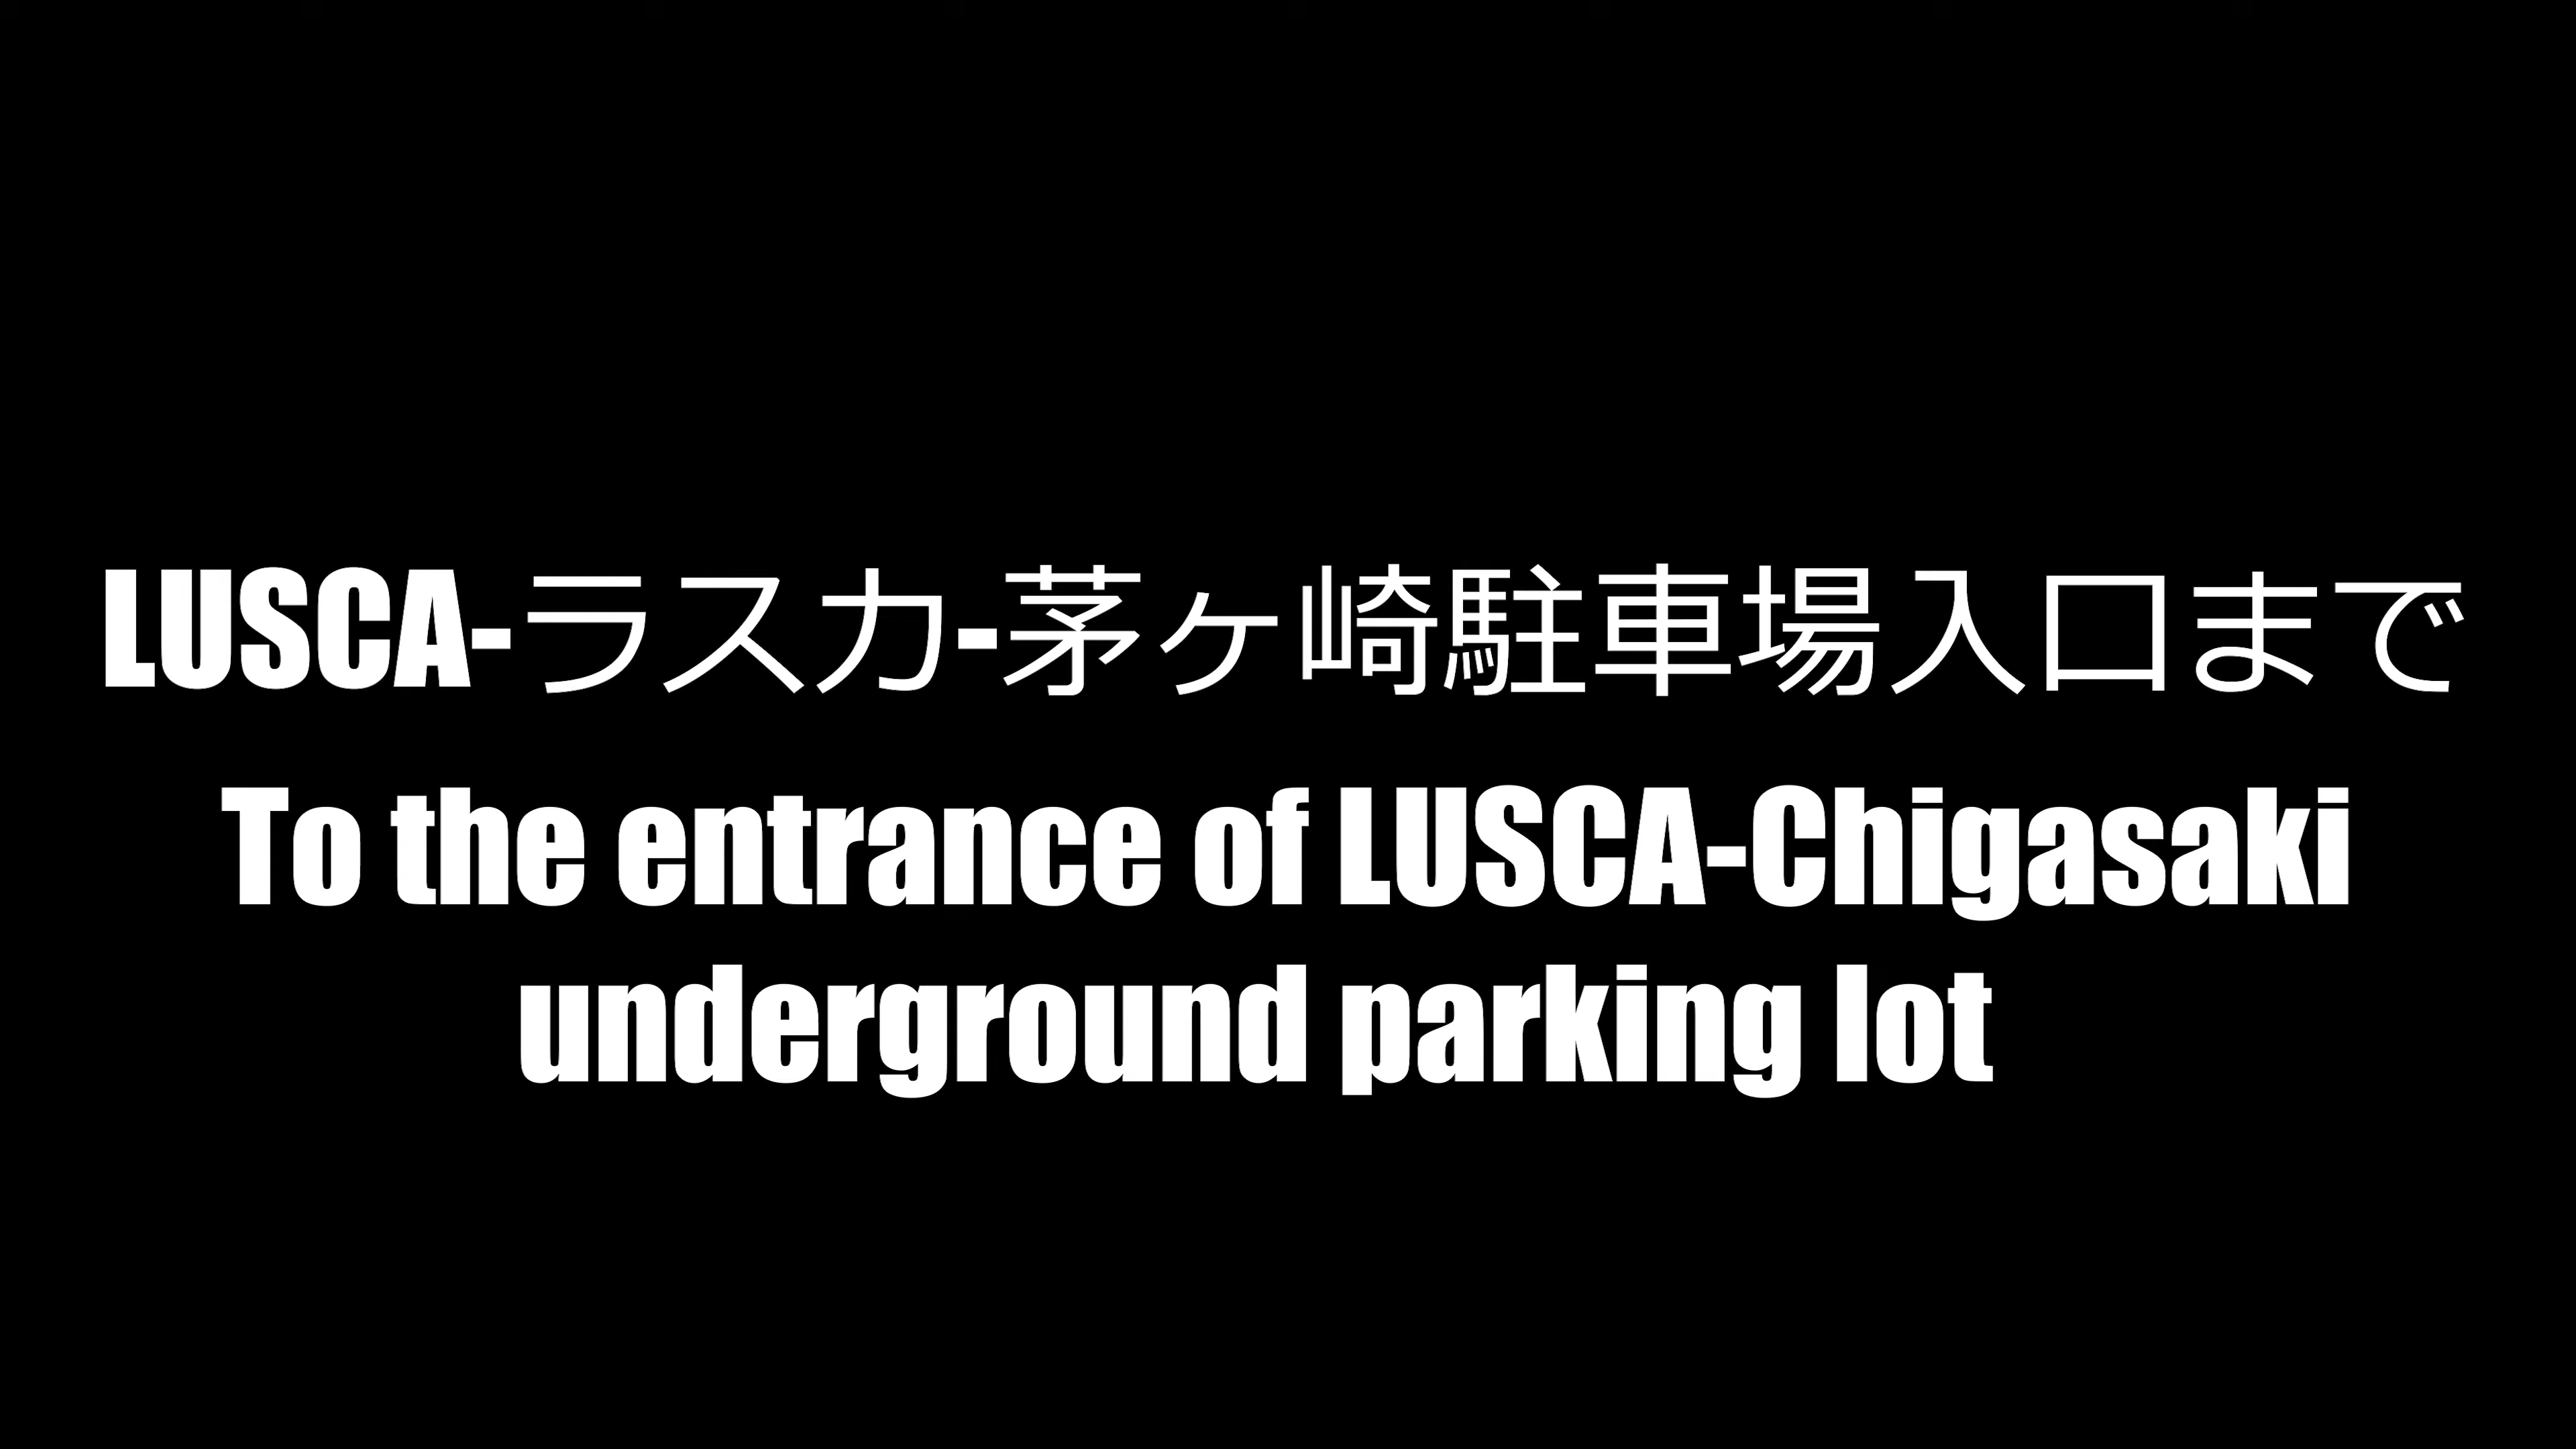 LUSCA-ラスカ-茅ヶ崎駐車場入口まで
To the entrance of LUSCA-Chigasaki
underground parking lot